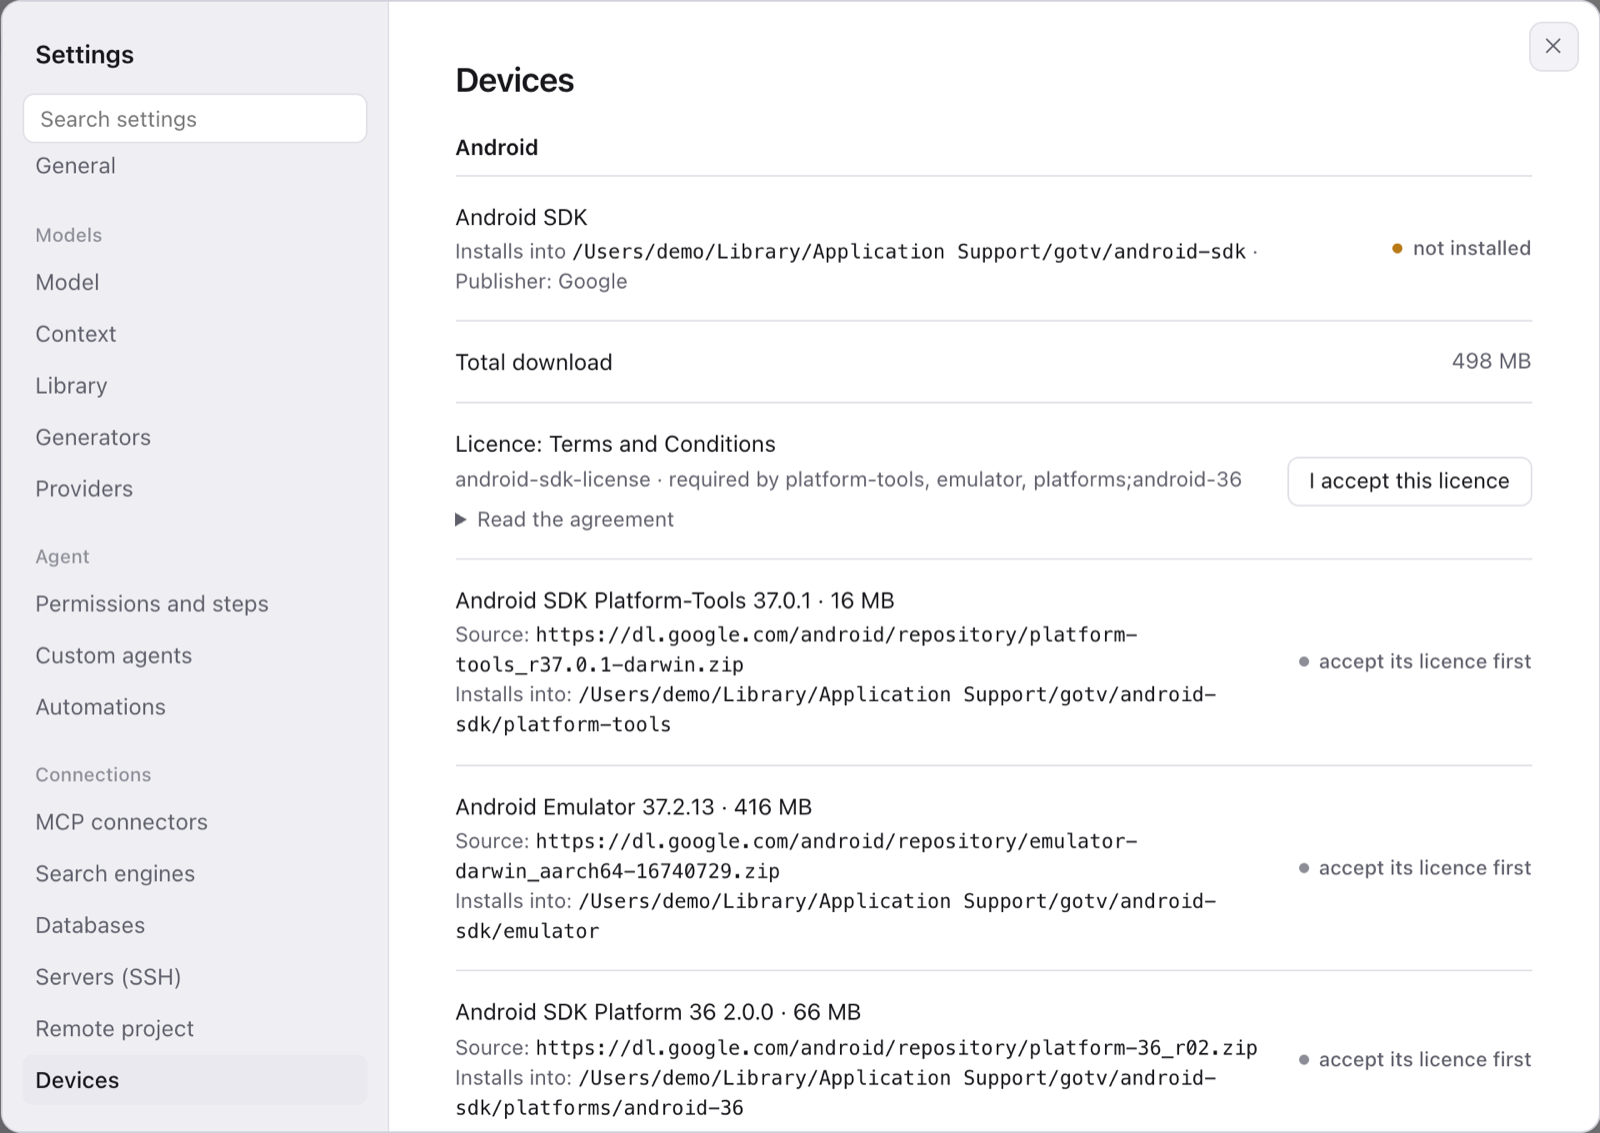 Settings
Search settings
General
Models
Model
Context
Library
Generators
Providers
Agent
Permissions and steps
Custom agents
Automations
Connections
MCP connectors
Search engines
Databases
Servers (SSH)
Remote project
Devices
Devices
Android
Android SDK
Installs into /Users/demo/Library/Application Support/gotv/android-sdk ·
Publisher: Google
not installed
Total download
498 MB
Licence: Terms and Conditions
android-sdk-license · required by platform-tools, emulator, platforms;android-36
Read the agreement
I accept this licence
Android SDK Platform-Tools 37.0.1 · 16 MB
Source: https://dl.google.com/android/repository/platform-
tools_r37.0.1-darwin.zip
Installs into: /Users/demo/Library/Application Support/gotv/android-
sdk/platform-tools
accept its licence first
Android Emulator 37.2.13 · 416 MB
Source: https://dl.google.com/android/repository/emulator-
darwin_aarch64-16740729.zip
Installs into: /Users/demo/Library/Application Support/gotv/android-
sdk/emulator
accept its licence first
Android SDK Platform 36 2.0.0 · 66 MB
Source: https://dl.google.com/android/repository/platform-36_r02.zip
Installs into: /Users/demo/Library/Application Support/gotv/android-
sdk/platforms/android-36
accept its licence first